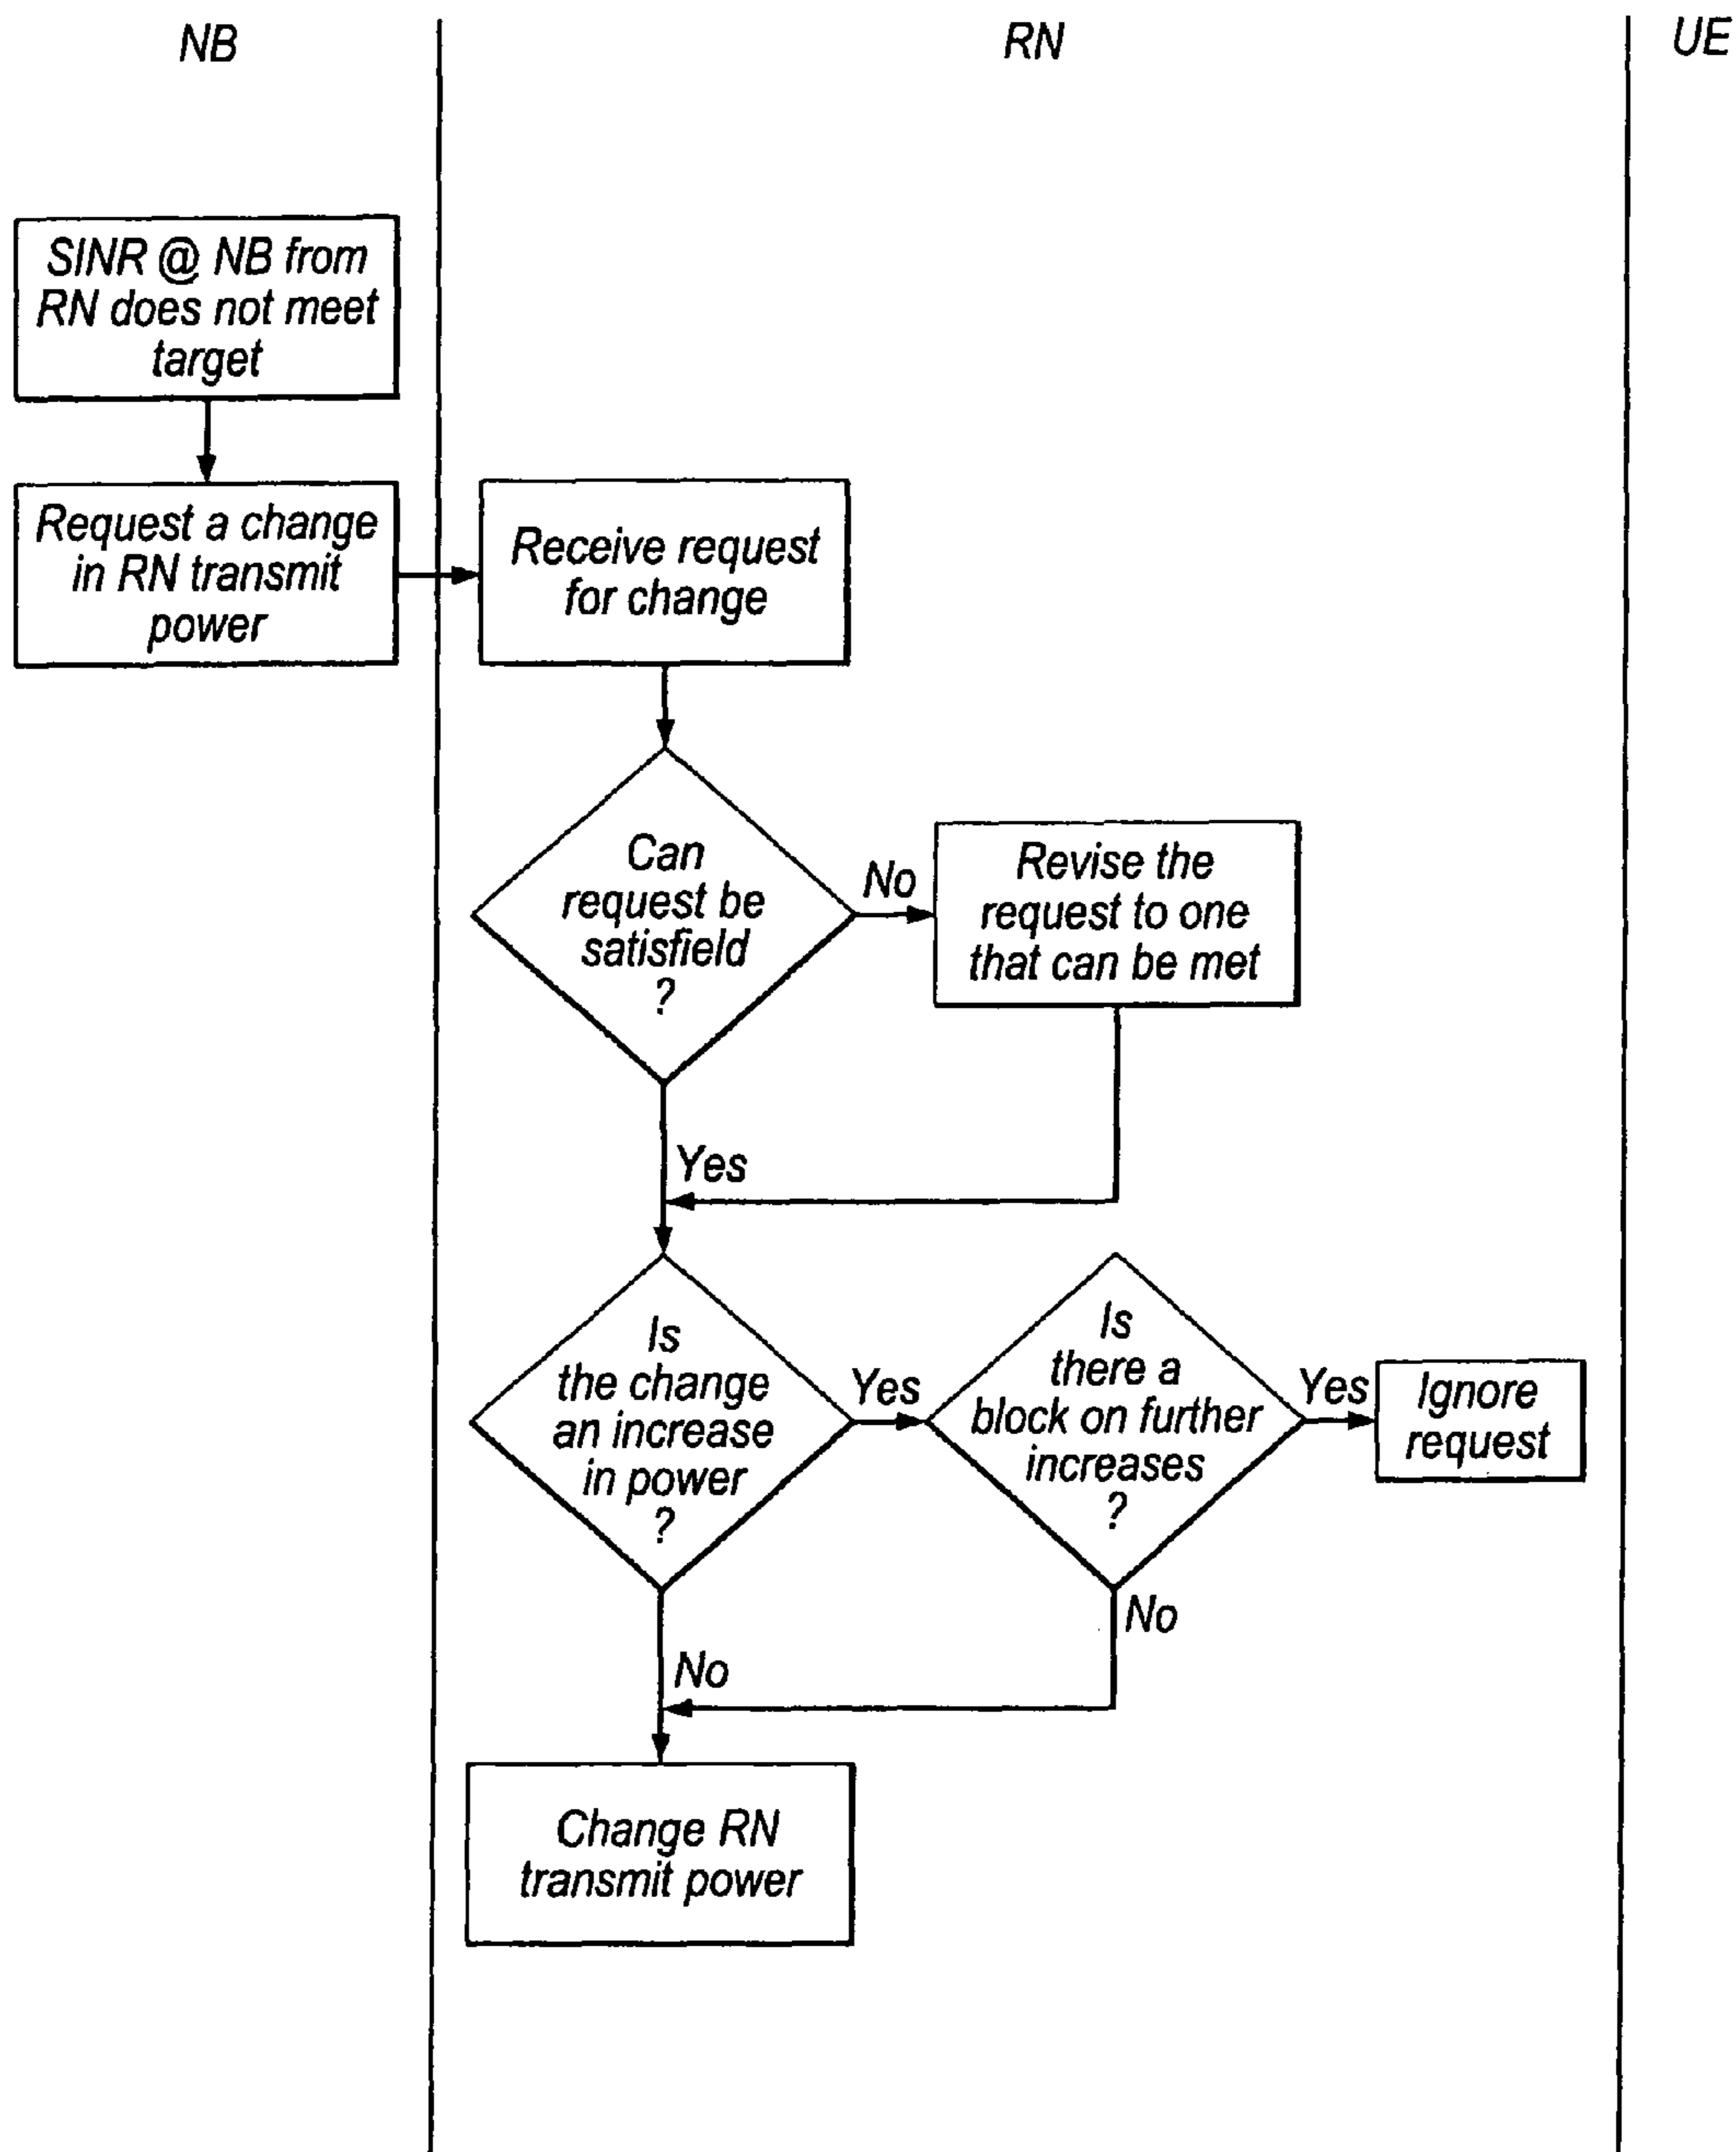 NB
RN
UE
SINR @ NB from
RN does not meet
target
Request a change
in RN transmit
power
Receive request
for change
Can
request be
satisfield
?
No
Revise the
request to one
that can be met
Yes
Is
the change
an increase
in power
?
Yes
Is
there a
block on further
increases
?
Yes
Ignore
request
No
No
Change RN
transmit power